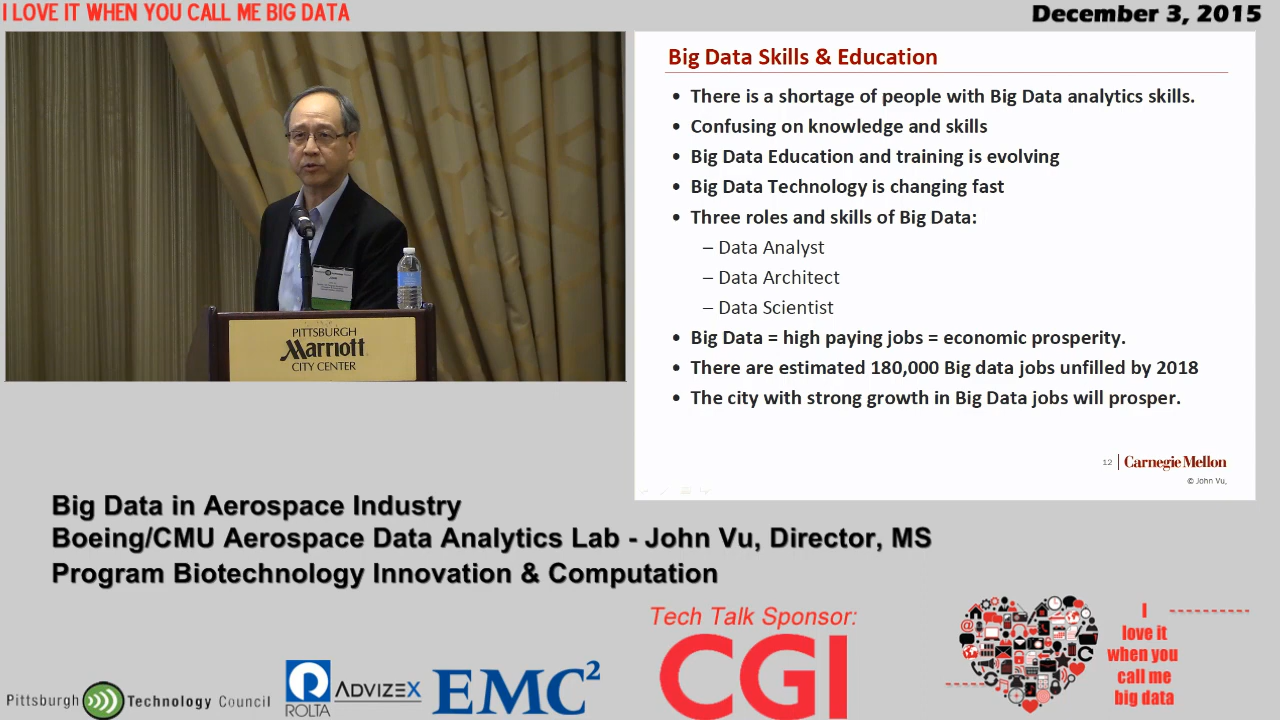 I LOVE IT WHEN YOU CALL ME BIG DATA
December 3, 2015
PITTSBURGH
Marriott
CITY CENTER
Big Data Skills & Education
• There is a shortage of people with Big Data analytics skills.
• Confusing on knowledge and skills
• Big Data Education and training is evolving
• Big Data Technology is changing fast
• Three roles and skills of Big Data:
– Data Analyst
– Data Architect
– Data Scientist
• Big Data = high paying jobs = economic prosperity.
• There are estimated 180,000 Big data jobs unfilled by 2018
• The city with strong growth in Big Data jobs will prosper.
12 | Carnegie Mellon
© John Vu,
Big Data in Aerospace Industry
Boeing/CMU Aerospace Data Analytics Lab - John Vu, Director, MS
Program Biotechnology Innovation & Computation
Tech Talk Sponsor:
CGI
Pittsburgh Technology Council
ROLTA
ADVIZEX
EMC²
I
love it
when you
call me
big data